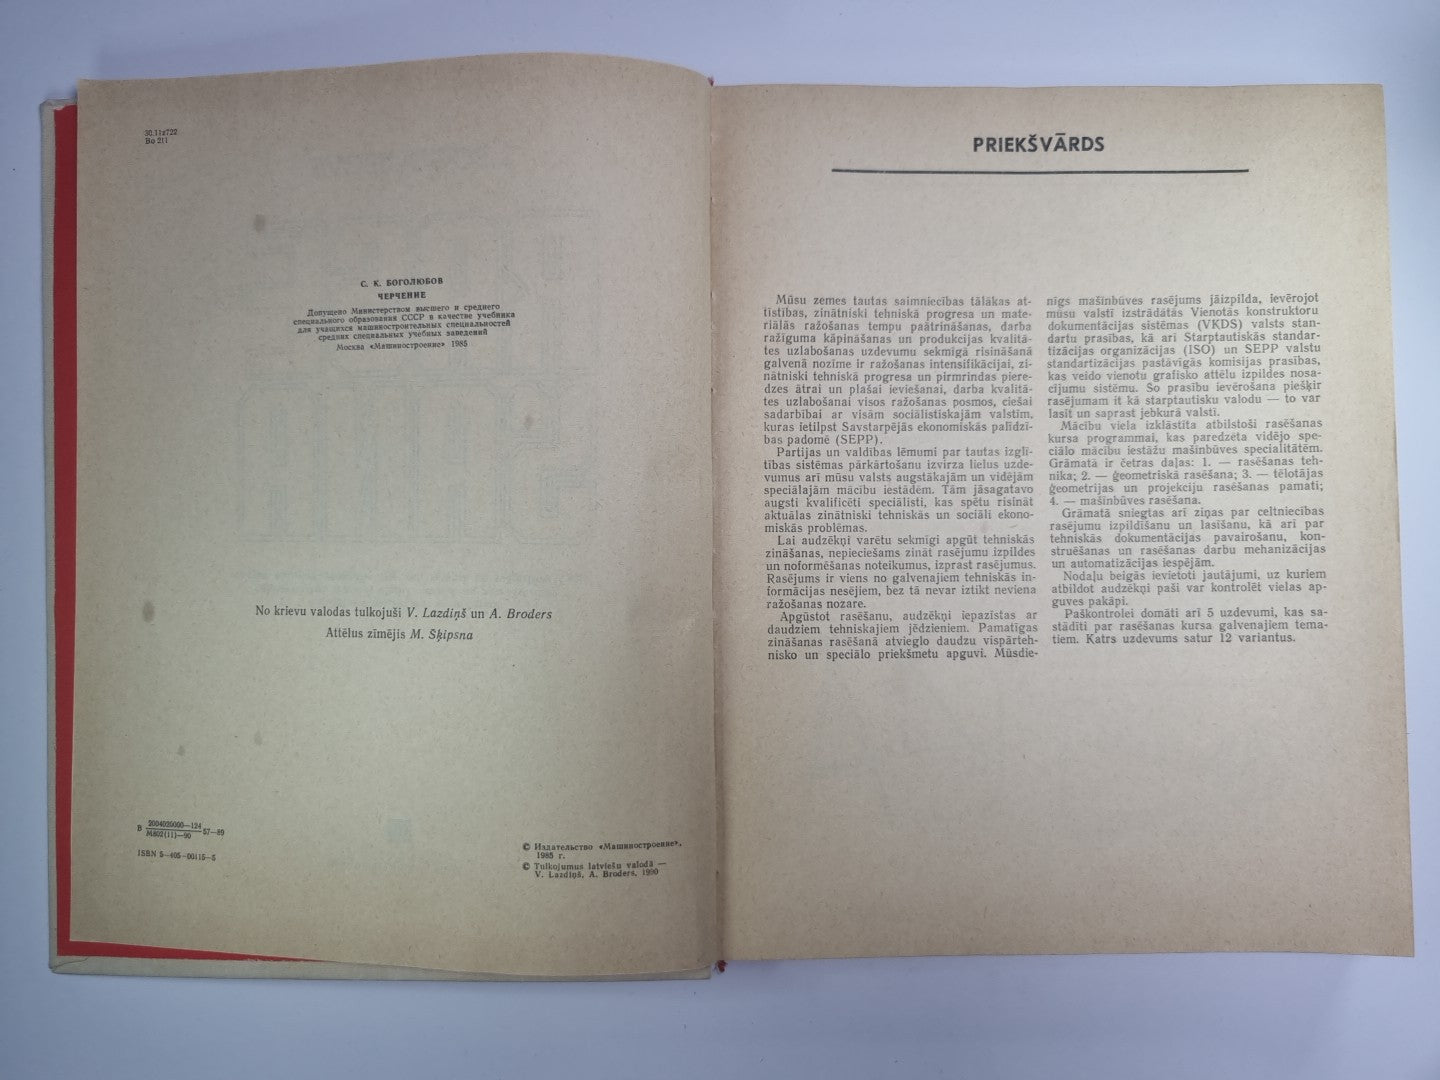 30.11z722
Bo 211
С. К. БОГОЛЮБОВ
ЧЕРЧЕНИЕ
Допущено Министерством высшего и среднего
специального образования СССР в качестве учебника
для учащихся машиностроительных специальностей
средних специальных учебных заведений
Москва «Машиностроение» 1985
No krievu valodas tulkojuši V. Lazdiņš un A. Broders
Attēlus zīmējis M. Šķipsna
B 2004020000—124
M802(11)—90 57—89
ISBN 5—405—00115—5
© Издательство «Машиностроение»,
1985 г.
© Tulkojums latviešu valodā —
V. Lazdiņš, A. Broders, 1990
PRIEKŠVĀRDS
Mūsu zemes tautas saimniecības tālākas at-
tīstības, zinātniski tehniskā progresa un mate-
riālās ražošanas tempu paātrināšanas, darba
ražīguma kāpināšanas un produkcijas kvalitā-
tes uzlabošanas uzdevumu sekmīgā risināšanā
galvenā nozīme ir ražošanas intensifikācijai, zi-
nātniski tehniskā progresa un pirmrindas piere-
dzes ātrai un plašai ieviešanai, darba kvalitā-
tes uzlabošanai visos ražošanas posmos, ciešai
sadarbībai ar visām sociālistiskajām valstīm,
kuras ietilpst Savstarpējās ekonomiskās palīdzī-
bas padomē (SEPP).
Partijas un valdības lēmumi par tautas izglī-
tības sistēmas pārkārtošanu izvirza lielus uzde-
vumus arī mūsu valsts augstākajām un vidējām
speciālajām mācību iestādēm. Tām jāsagatavo
augsti kvalificēti speciālisti, kas spētu risināt
aktuālas zinātniski tehniskās un sociāli ekono-
miskās problēmas.
Lai audzēkņi varētu sekmīgi apgūt tehniskās
zināšanas, nepieciešams zināt rasējumu izpildes
un noformēšanas noteikumus, izprast rasējumus.
Rasējums ir viens no galvenajiem tehniskās in-
formācijas nesējiem, bez tā nevar iztikt neviena
ražošanas nozare.
Apgūstot rasēšanu, audzēkņi iepazīstas ar
daudziem tehniskajiem jēdzieniem. Pamatīgas
zināšanas rasēšanā atvieglo daudzu vispārteh-
nisko un speciālo priekšmetu apguvi. Mūsdie-
nīgs mašīnbūves rasējums jāizpilda, ievērojot
mūsu valstī izstrādātās Vienotās konstruktoru
dokumentācijas sistēmas (VKDS) valsts stan-
dartu prasības, kā arī Starptautiskās standar-
tizācijas organizācijas (ISO) un SEPP valstu
standartizācijas pastāvīgās komisijas prasības,
kas veido vienotu grafisko attēlu izpildes nosa-
cījumu sistēmu. Šo prasību ievērošana piešķir
rasējumam it kā starptautisku valodu — to var
lasīt un saprast jebkurā valstī.
Mācību viela izklāstīta atbilstoši rasēšanas
kursa programmai, kas paredzēta vidējo spe-
ciālo mācību iestāžu mašīnbūves specialitātēm.
Grāmatā ir četras daļas: 1. — rasēšanas teh-
nika; 2. — ģeometriskā rasēšana; 3. — tēlotājas
ģeometrijas un projekciju rasēšanas pamati;
4. — mašīnbūves rasēšana.
Grāmatā sniegtas arī ziņas par celtniecības
rasējumu izpildīšanu un lasīšanu, kā arī par
tehniskās dokumentācijas pavairošanu, kon-
struēšanas un rasēšanas darbu mehanizācijas
un automatizācijas iespējām.
Nodaļu beigās ievietoti jautājumi, uz kuriem
atbildot audzēkņi paši var kontrolēt vielas ap-
guves pakāpi.
Paškontrolei domāti arī 5 uzdevumi, kas sa-
stādīti par rasēšanas kursa galvenajiem tema-
tiem. Katrs uzdevums satur 12 variantus.